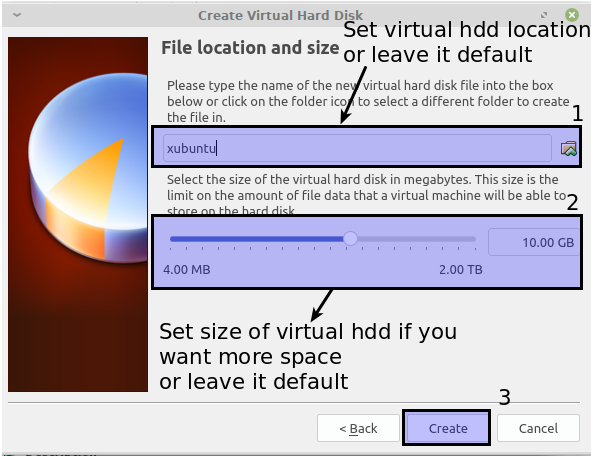 Create Virtual Hard Disk
File location and size
Set virtual hdd location
or leave it default
Please type the name of the new virtual hard disk file into the box
below or click on the folder icon to select a different folder to create
the file in.
1
xubuntu
Select the size of the virtual hard disk in megabytes. This size is the
limit on the amount of file data that a virtual machine will be able to
store on the hard disk
2
10.00 GB
4.00 MB
2.00 TB
Set size of virtual hdd if you
want more space
or leave it default
3
< Back
Create
Cancel